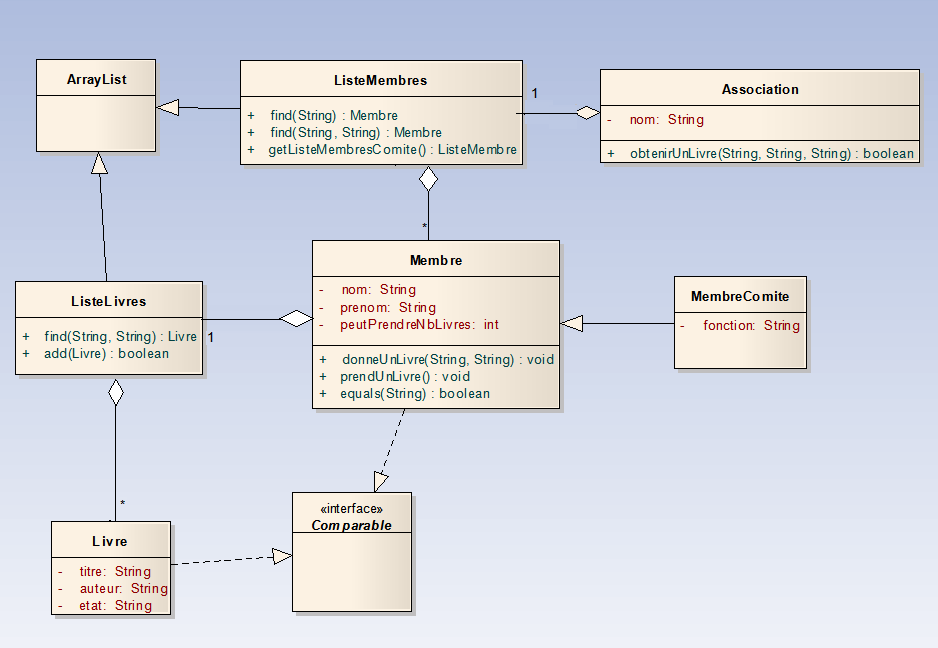 ArrayList
ListeMembres
+ find(String) : Membre
+ find(String, String) : Membre
+ getListeMembresComite() : ListeMembre
1
Association
- nom: String
+ obtenirUnLivre(String, String, String) : boolean
*
ListeLivres
+ find(String, String) : Livre
+ add(Livre) : boolean
1
Membre
- nom: String
- prenom: String
- peutPrendreNbLivres: int
+ donneUnLivre(String, String) : void
+ prendUnLivre() : void
+ equals(String) : boolean
MembreComite
- fonction: String
*
Livre
- titre: String
- auteur: String
- etat: String
«interface»
Comparable